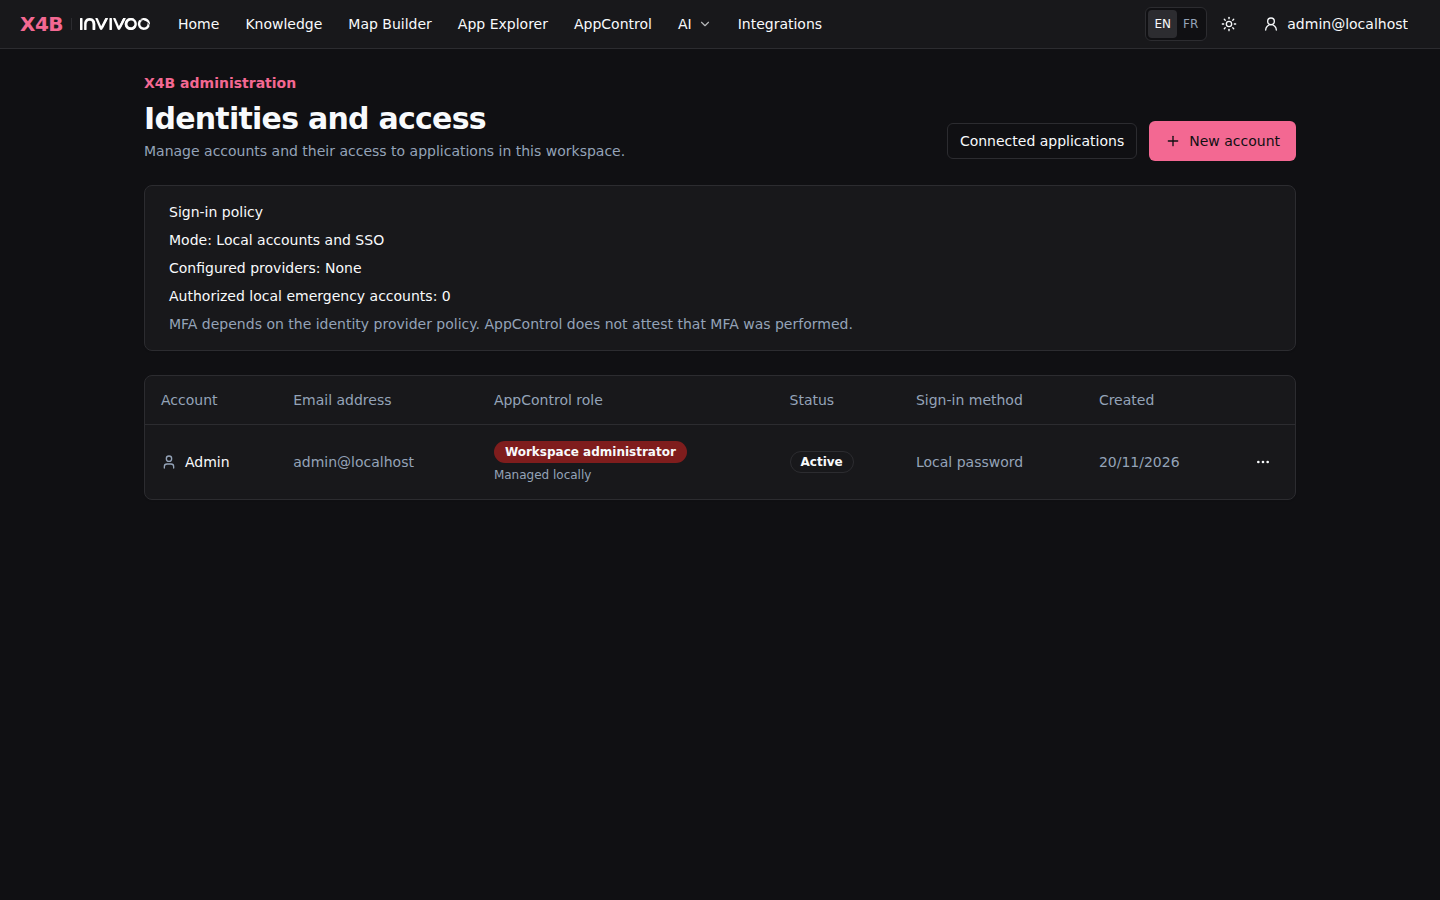 X4B INVIVOO Home Knowledge Map Builder App Explorer AppControl AI Integrations EN FR admin@localhost
X4B administration
Identities and access
Manage accounts and their access to applications in this workspace.
Connected applications
New account
Sign-in policy
Mode: Local accounts and SSO
Configured providers: None
Authorized local emergency accounts: 0
MFA depends on the identity provider policy. AppControl does not attest that MFA was performed.
Account Email address AppControl role Status Sign-in method Created
Admin admin@localhost Workspace administrator Active Local password 20/11/2026
Managed locally